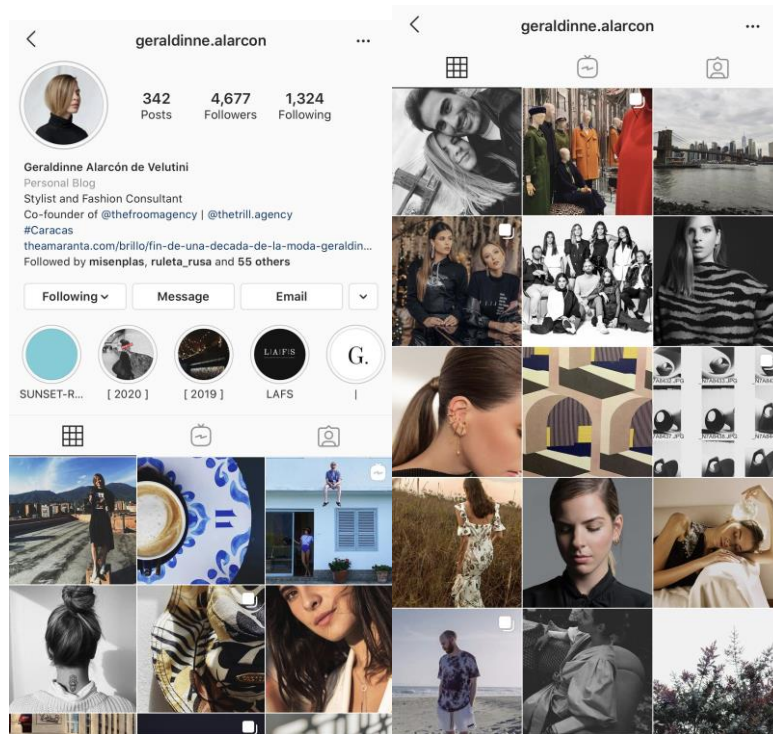 geraldinne.alarcon
342 4,677 1,324
Posts Followers Following
Geraldinne Alarcón de Velutini
Personal Blog
Stylist and Fashion Consultant
Co-founder of @thefroomagency | @thetrill.agency
#Caracas
theamaranta.com/brillo/fin-de-una-decada-de-la-moda-geraldin...
Followed by misenplas, ruleta_rusa and 55 others
Following Message Email
L|A|F|S
G.
SUNSET-R... [ 2020 ] [ 2019 ] LAFS |
geraldinne.alarcon